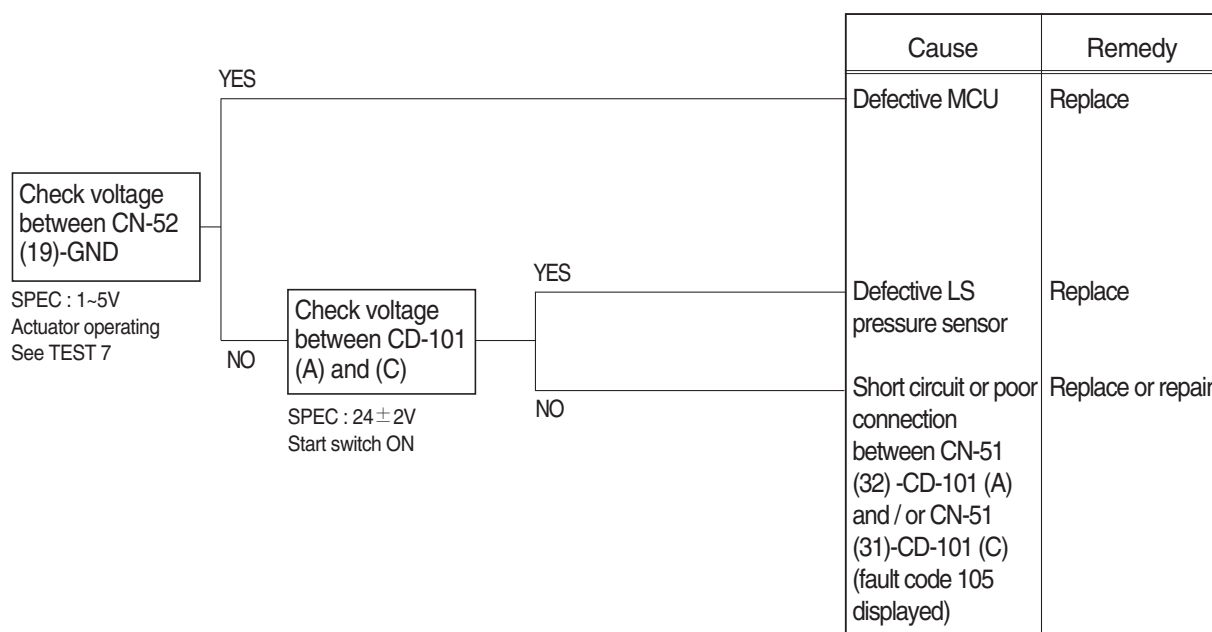 Cause
Remedy
YES
Defective MCU
Replace
Check voltage
between CN-52
(19)-GND
SPEC : 1~5V
Actuator operating
See TEST 7
NO
Check voltage
between CD-101
(A) and (C)
SPEC : 24±2V
Start switch ON
YES
Defective LS
pressure sensor
Replace
NO
Short circuit or poor
connection
between CN-51
(32) -CD-101 (A)
and / or CN-51
(31)-CD-101 (C)
(fault code 105
displayed)
Replace or repair